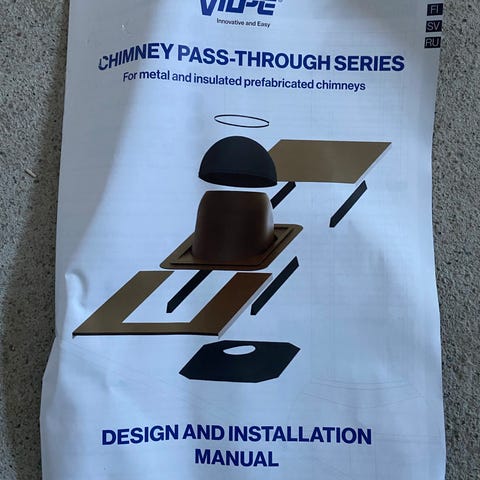 VILPE®
Innovative and Easy
FI
SV
RU
CHIMNEY PASS-THROUGH SERIES
For metal and insulated prefabricated chimneys
DESIGN AND INSTALLATION
MANUAL